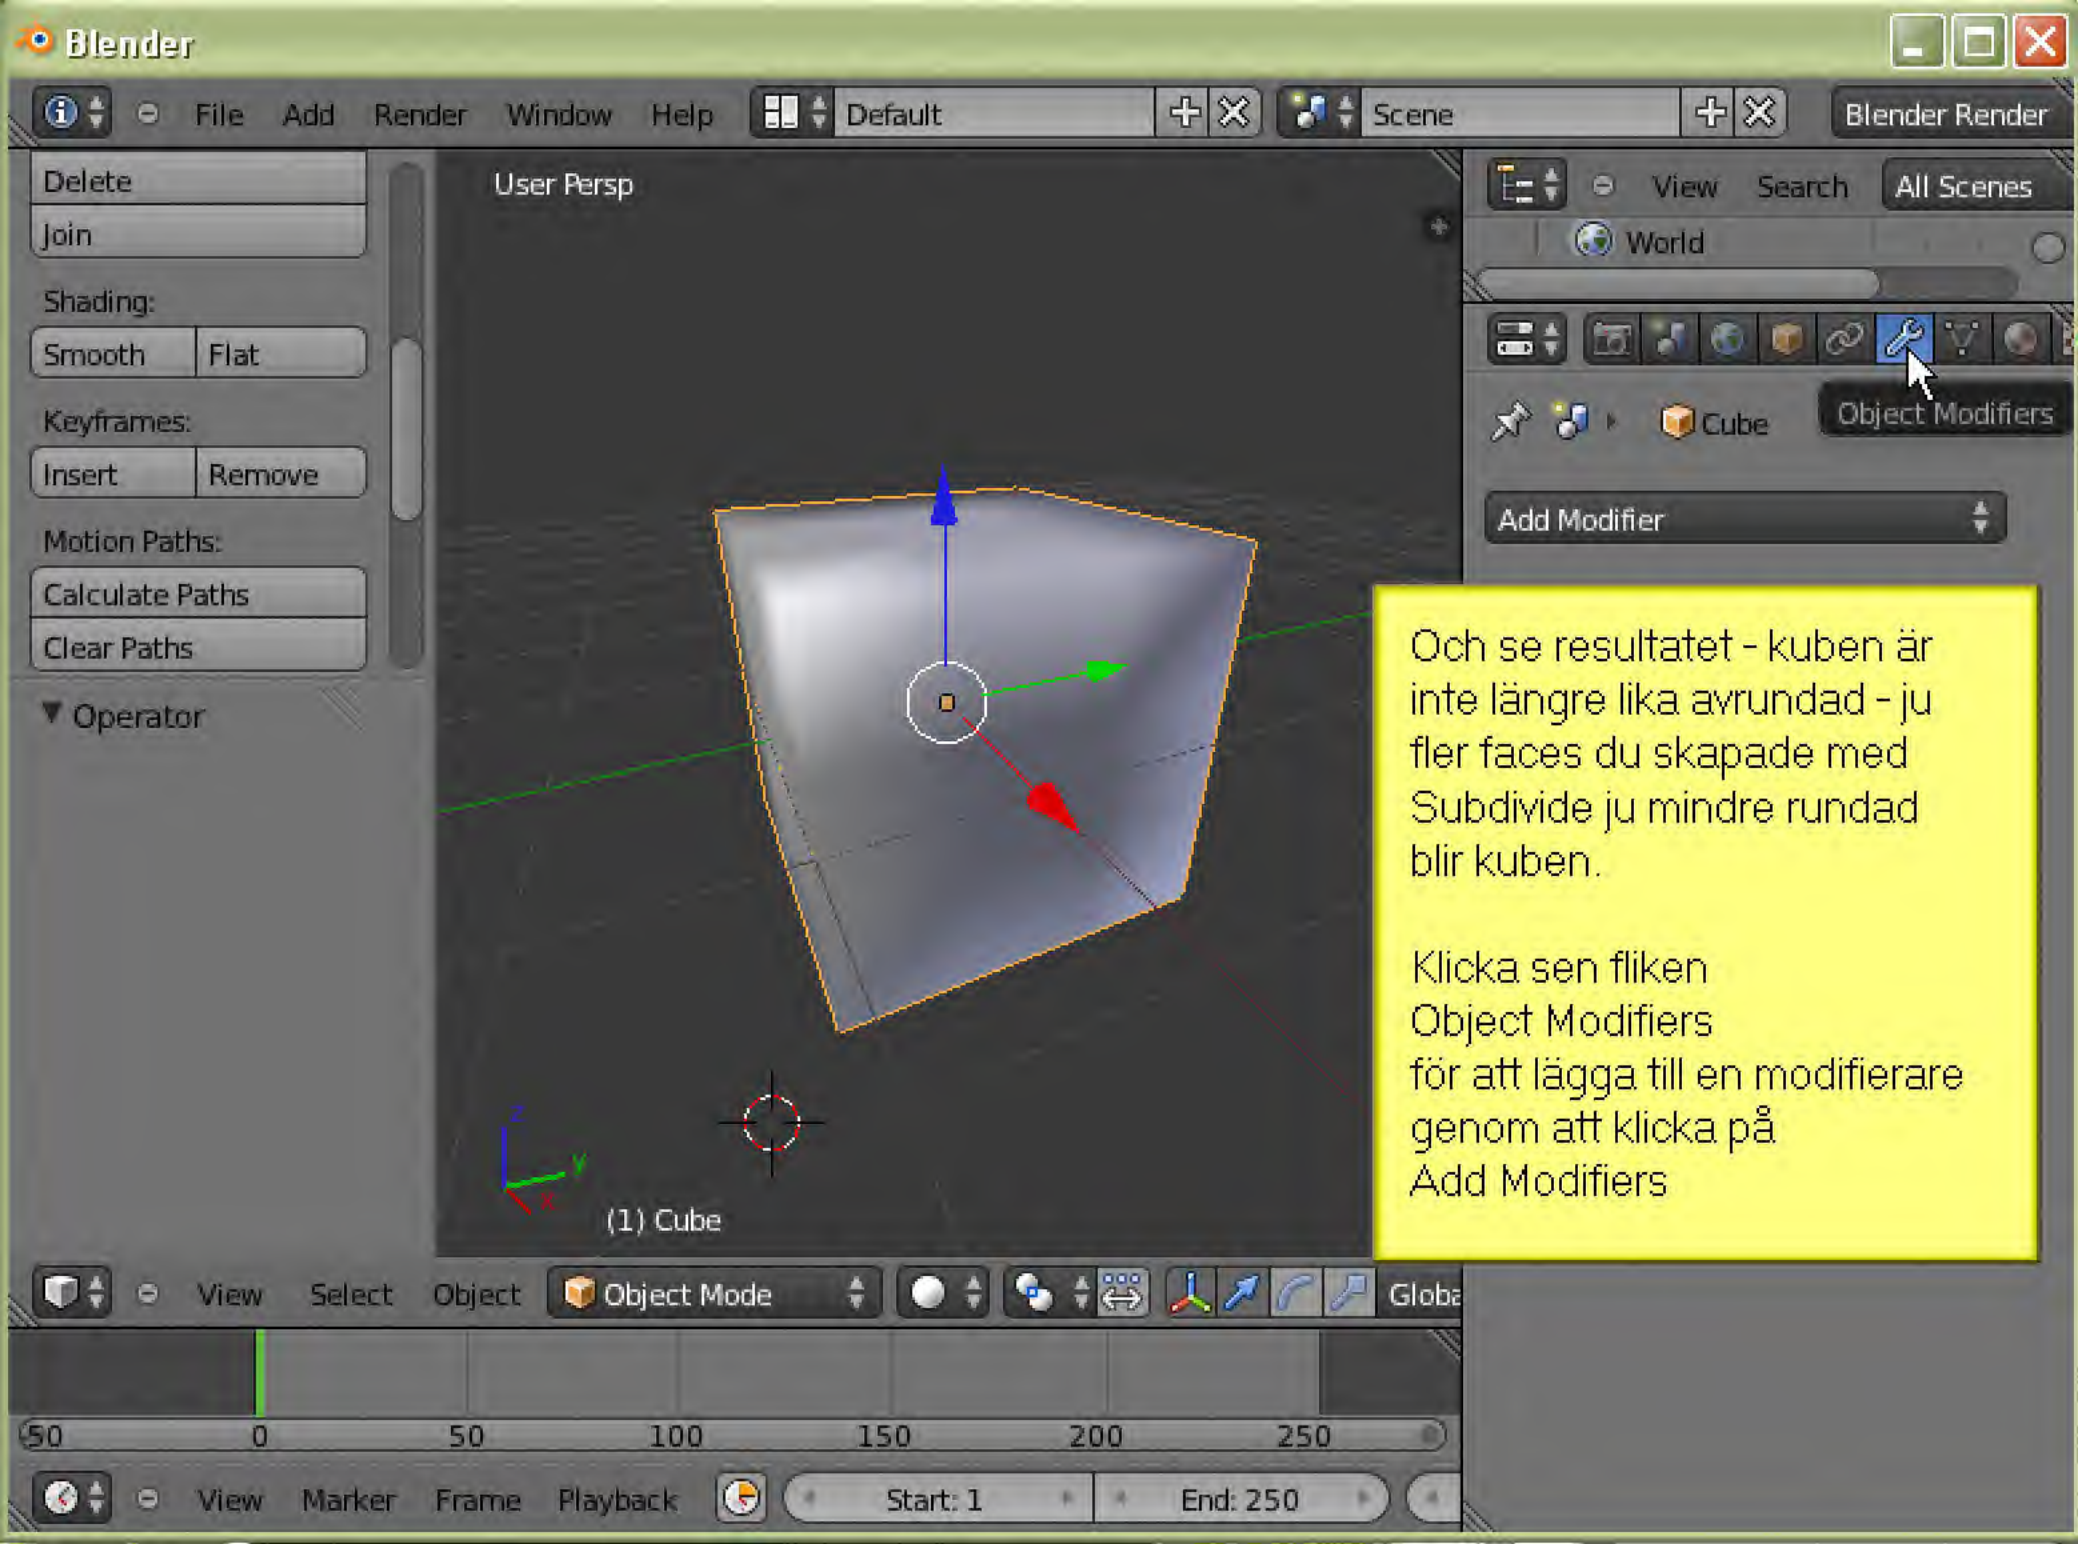 Blender
File Add Render Window Help Default Scene Blender Render
Delete
Join
Shading:
Smooth Flat
Keyframes:
Insert Remove
Motion Paths:
Calculate Paths
Clear Paths
Operator
User Persp
z
y
x
(1) Cube
View Search All Scenes
World
Cube
Object Modifiers
Add Modifier
Och se resultatet - kuben är
inte längre lika avrundad - ju
fler faces du skapade med
Subdivide ju mindre rundad
blir kuben.
Klicka sen fliken
Object Modifiers
för att lägga till en modifierare
genom att klicka på
Add Modifiers
View Select Object Object Mode Globa
-50 0 50 100 150 200 250
View Marker Frame Playback Start: 1 End: 250